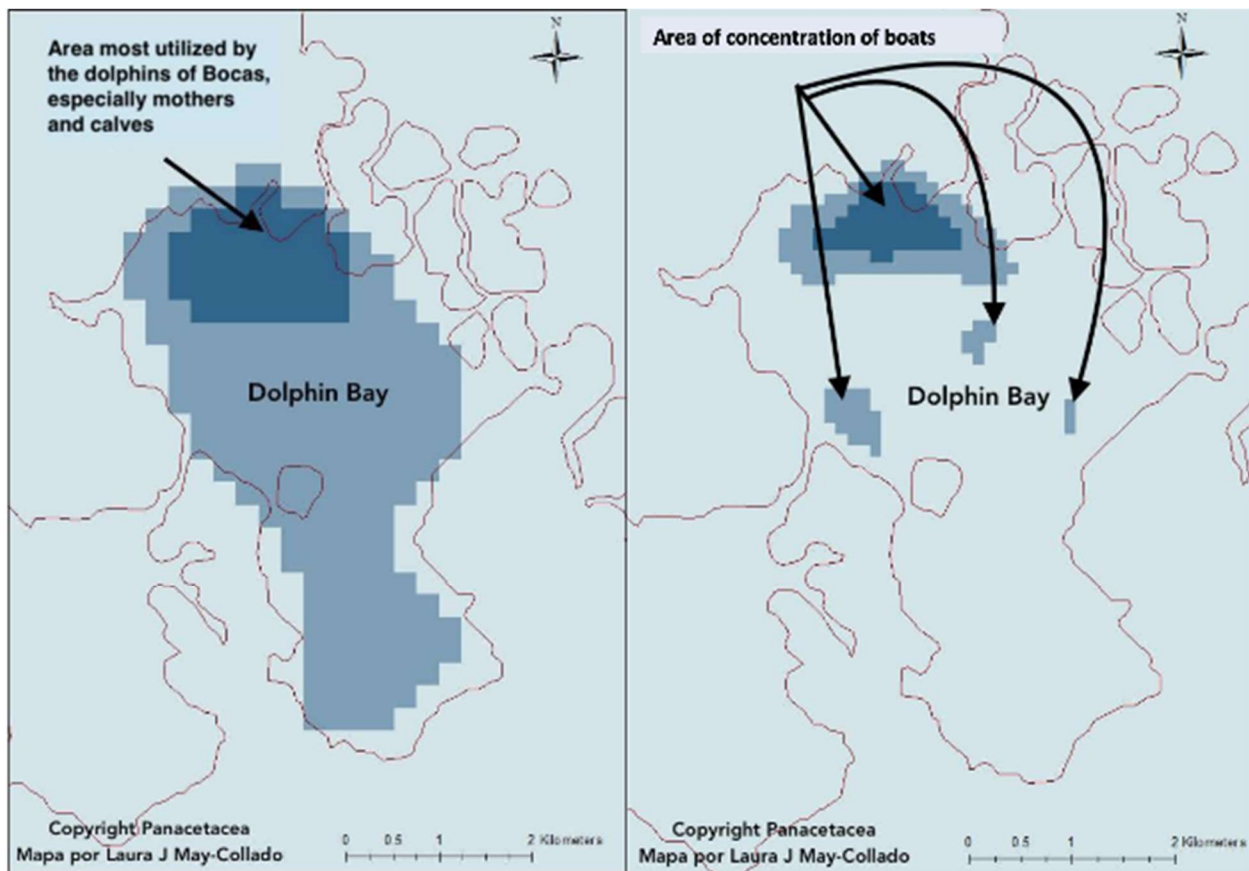 Area most utilized by
the dolphins of Bocas,
especially mothers
and calves
N
Dolphin Bay
Copyright Panacetacea
Mapa por Laura J May-Collado
0 0.5 1 2 Kilometers
Area of concentration of boats
N
Dolphin Bay
Copyright Panacetacea
Mapa por Laura J May-Collado
0 0.5 1 2 Kilometers